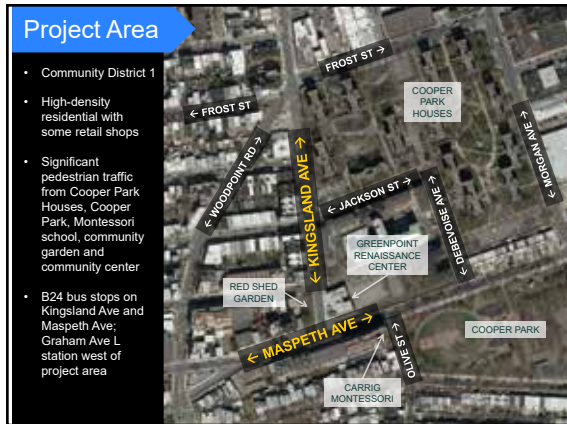 Project Area
• Community District 1
• High-density
residential with
some retail shops
• Significant
pedestrian traffic
from Cooper Park
Houses, Cooper
Park, Montessori
school, community
garden and
community center
• B24 bus stops on
Kingsland Ave and
Maspeth Ave;
Graham Ave L
station west of
project area
FROST ST →
← FROST ST
COOPER
PARK
HOUSES
← WOODPOINT RD →
← KINGSLAND AVE →
← JACKSON ST →
← DEBEVOISE AVE →
← MORGAN AVE →
GREENPOINT
RENAISSANCE
CENTER
RED SHED
GARDEN
← MASPETH AVE →
OLIVE ST →
COOPER PARK
CARRIG
MONTESSORI